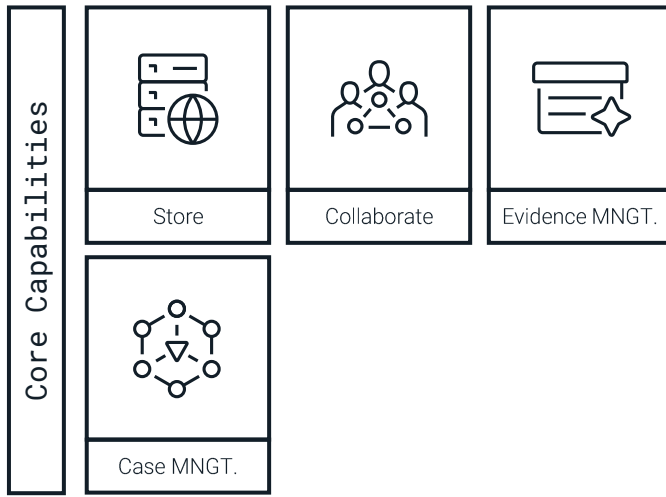 Core Capabilities
Store
Collaborate
Evidence MNGT.
Case MNGT.